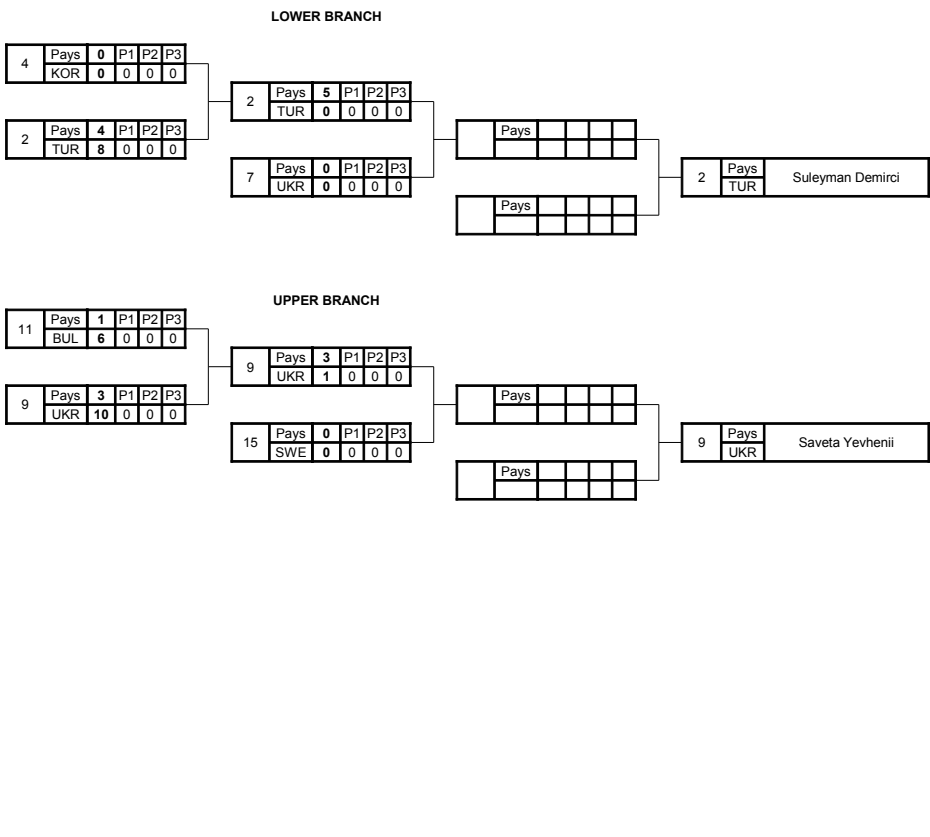 LOWER BRANCH
4 Pays 0 P1 P2 P3
KOR 0 0 0 0
2 Pays 5 P1 P2 P3
TUR 0 0 0 0
2 Pays 4 P1 P2 P3
TUR 8 0 0 0
Pays
7 Pays 0 P1 P2 P3
UKR 0 0 0 0
2 Pays Suleyman Demirci
TUR
Pays
UPPER BRANCH
11 Pays 1 P1 P2 P3
BUL 6 0 0 0
9 Pays 3 P1 P2 P3
UKR 1 0 0 0
9 Pays 3 P1 P2 P3
UKR 10 0 0 0
Pays
15 Pays 0 P1 P2 P3
SWE 0 0 0 0
9 Pays Saveta Yevhenii
UKR
Pays